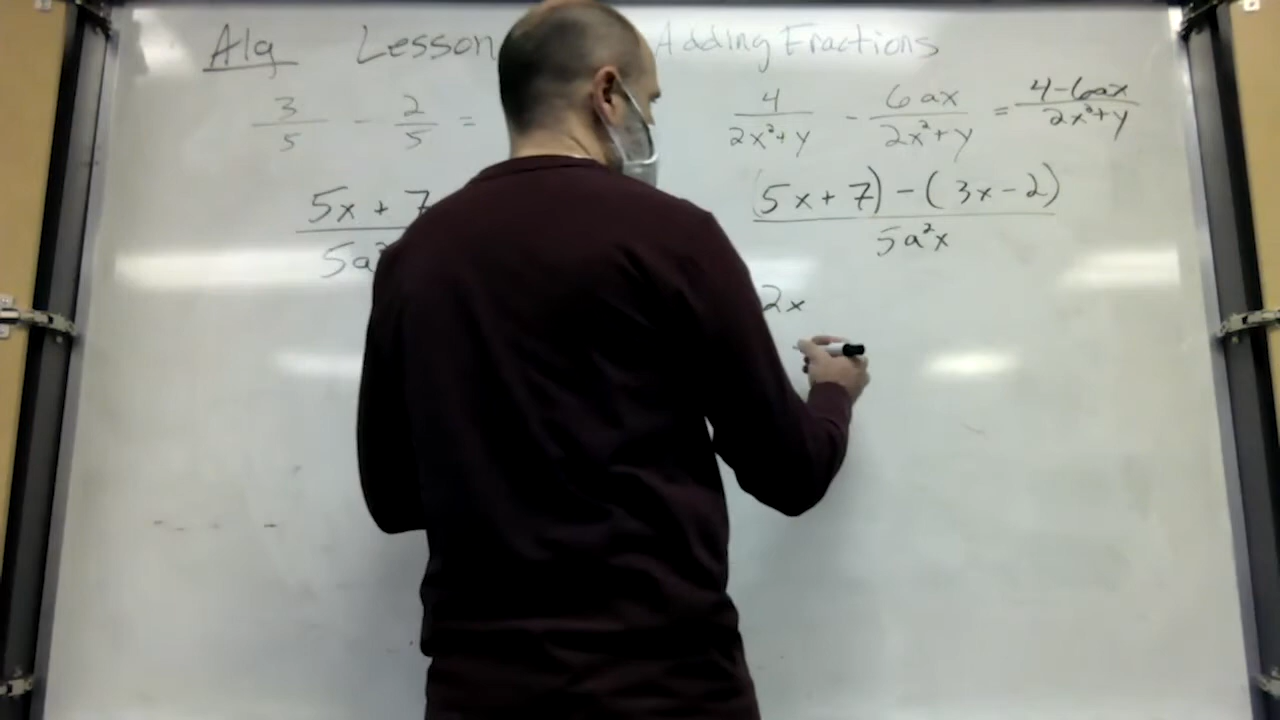 Alg Lesson Adding Fractions
3/5 - 2/5 = 4/(2x²+y) - 6ax/(2x²+y) = (4-6ax)/(2x²+y)
(5x + 7)/(5a² ((5x + 7) - (3x - 2))/(5a²x)
2x